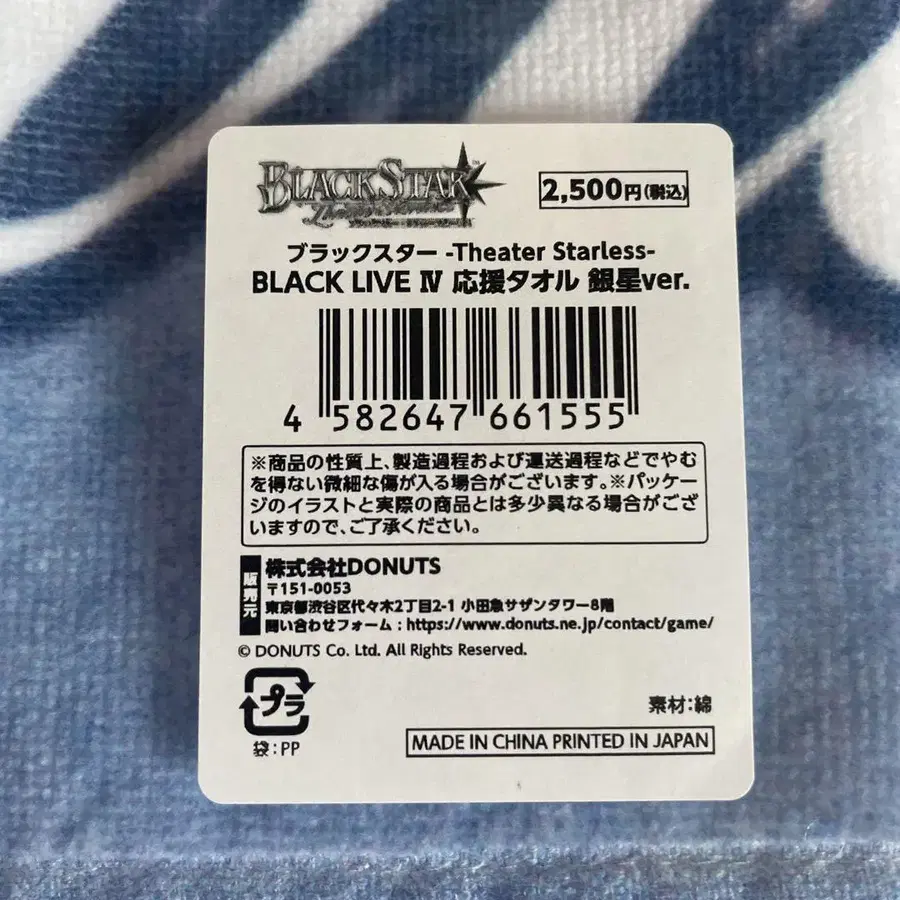 BLACKSTAR
2,500円(税込)
ブラックスター -Theater Starless-
BLACK LIVE Ⅳ 応援タオル 銀星ver.
4 582647 661555
※商品の性質上、製造過程および運送過程などでやむ
を得ない微細な傷が入る場合がございます。※パッケー
ジのイラストと実際の商品とは多少異なる場合がござ
いますので、ご了承ください。
販売元
株式会社DONUTS
〒151-0053
東京都渋谷区代々木2丁目2-1 小田急サザンタワー8階
問い合わせフォーム : https://www.donuts.ne.jp/contact/game/
© DONUTS Co. Ltd. All Rights Reserved.
プラ
袋:PP
素材:綿
MADE IN CHINA PRINTED IN JAPAN